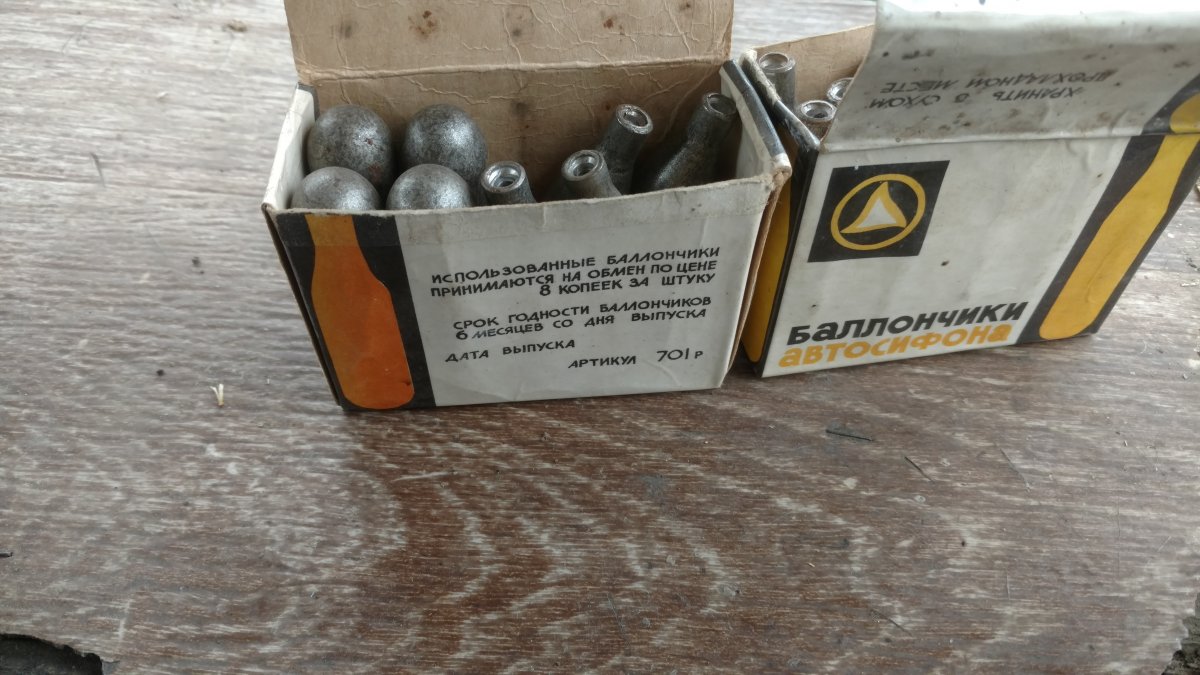 ИСПОЛЬЗОВАННЫЕ БАЛЛОНЧИКИ
ПРИНИМАЮТСЯ НА ОБМЕН ПО ЦЕНЕ
8 КОПЕЕК ЗА ШТУКУ
СРОК ГОДНОСТИ БАЛЛОНЧИКОВ
6 МЕСЯЦЕВ СО ДНЯ ВЫПУСКА
ДАТА ВЫПУСКА
АРТИКУЛ 701 р
ХРАНИТЬ В СУХОМ
ПРОХЛАДНОМ МЕСТЕ
БАЛЛОНЧИКИ
АВТОСИФОНА